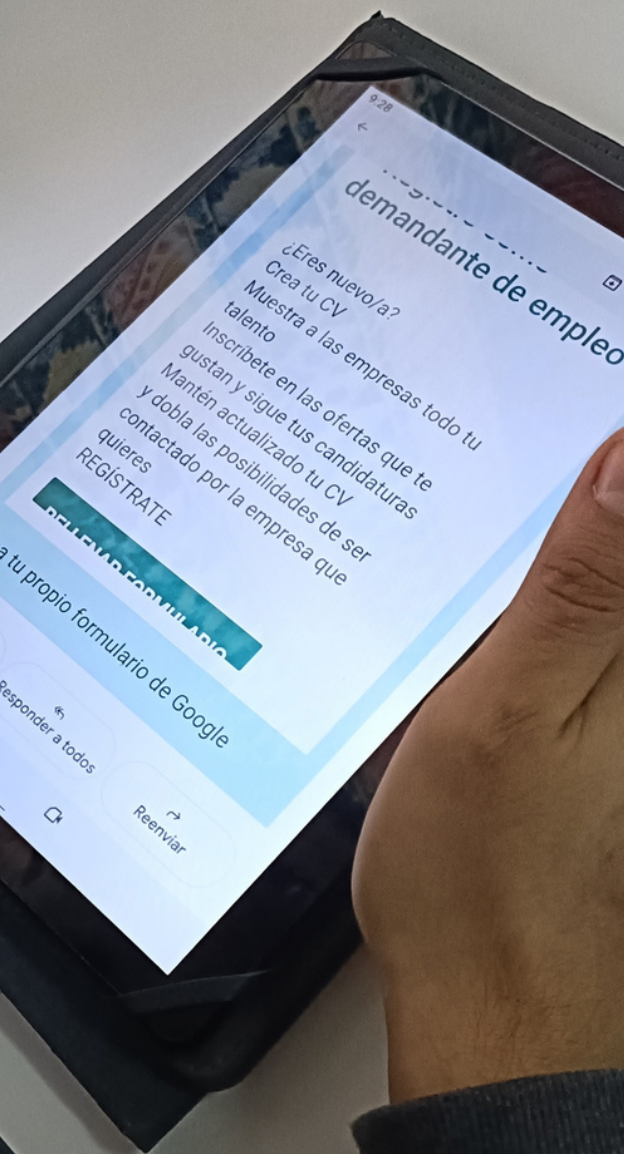 9:28
demandante de empleo
¿Eres nuevo/a?
Crea tu CV
Muestra a las empresas todo tu
talento
Inscríbete en las ofertas que te
gustan y sigue tus candidaturas
Mantén actualizado tu CV
y dobla las posibilidades de ser
contactado por la empresa que
quieres
REGÍSTRATE
RELLENAR FORMULARIO
a tu propio formulario de Google
Responder a todos
Reenviar